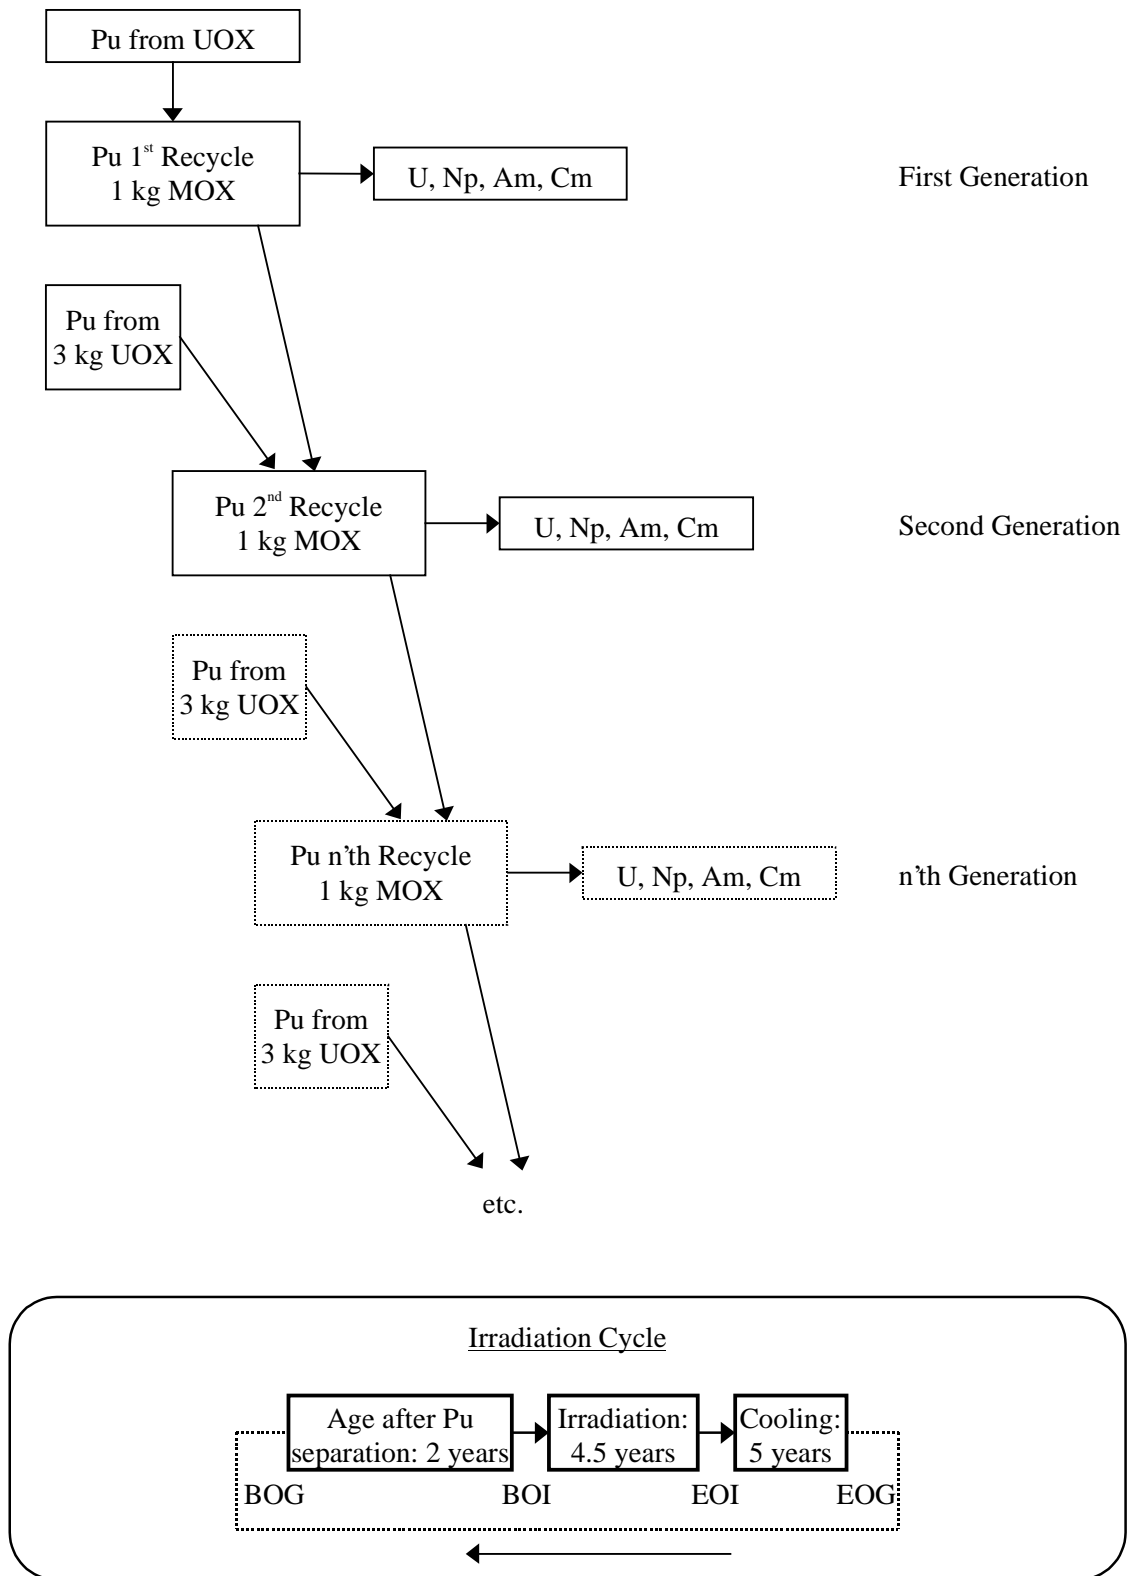 Pu from UOX
Pu 1st Recycle
1 kg MOX
U, Np, Am, Cm
First Generation
Pu from
3 kg UOX
Pu 2nd Recycle
1 kg MOX
U, Np, Am, Cm
Second Generation
Pu from
3 kg UOX
Pu n’th Recycle
1 kg MOX
U, Np, Am, Cm
n’th Generation
Pu from
3 kg UOX
etc.
Irradiation Cycle
Age after Pu
separation: 2 years
Irradiation:
4.5 years
Cooling:
5 years
BOG
BOI
EOI
EOG